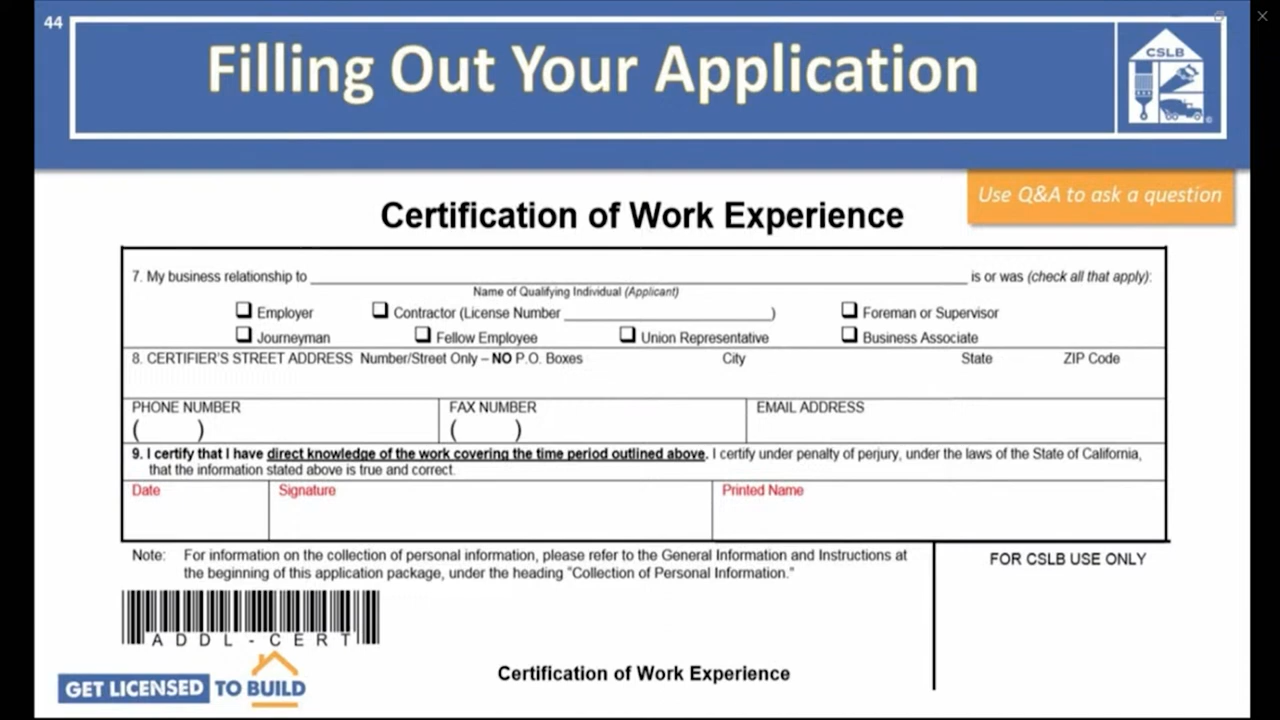 44
Filling Out Your Application
CSLB
Use Q&A to ask a question
Certification of Work Experience
7. My business relationship to ____ is or was (check all that apply):
Name of Qualifying Individual (Applicant)
Employer Contractor (License Number ____) Foreman or Supervisor
Journeyman Fellow Employee Union Representative Business Associate
8. CERTIFIER'S STREET ADDRESS Number/Street Only – NO P.O. Boxes City State ZIP Code
PHONE NUMBER FAX NUMBER EMAIL ADDRESS
( ) ( )
9. I certify that I have direct knowledge of the work covering the time period outlined above. I certify under penalty of perjury, under the laws of the State of California,
that the information stated above is true and correct.
Date Signature Printed Name
Note: For information on the collection of personal information, please refer to the General Information and Instructions at
the beginning of this application package, under the heading "Collection of Personal Information."
FOR CSLB USE ONLY
ADDL-CERT
Certification of Work Experience
GET LICENSED TO BUILD